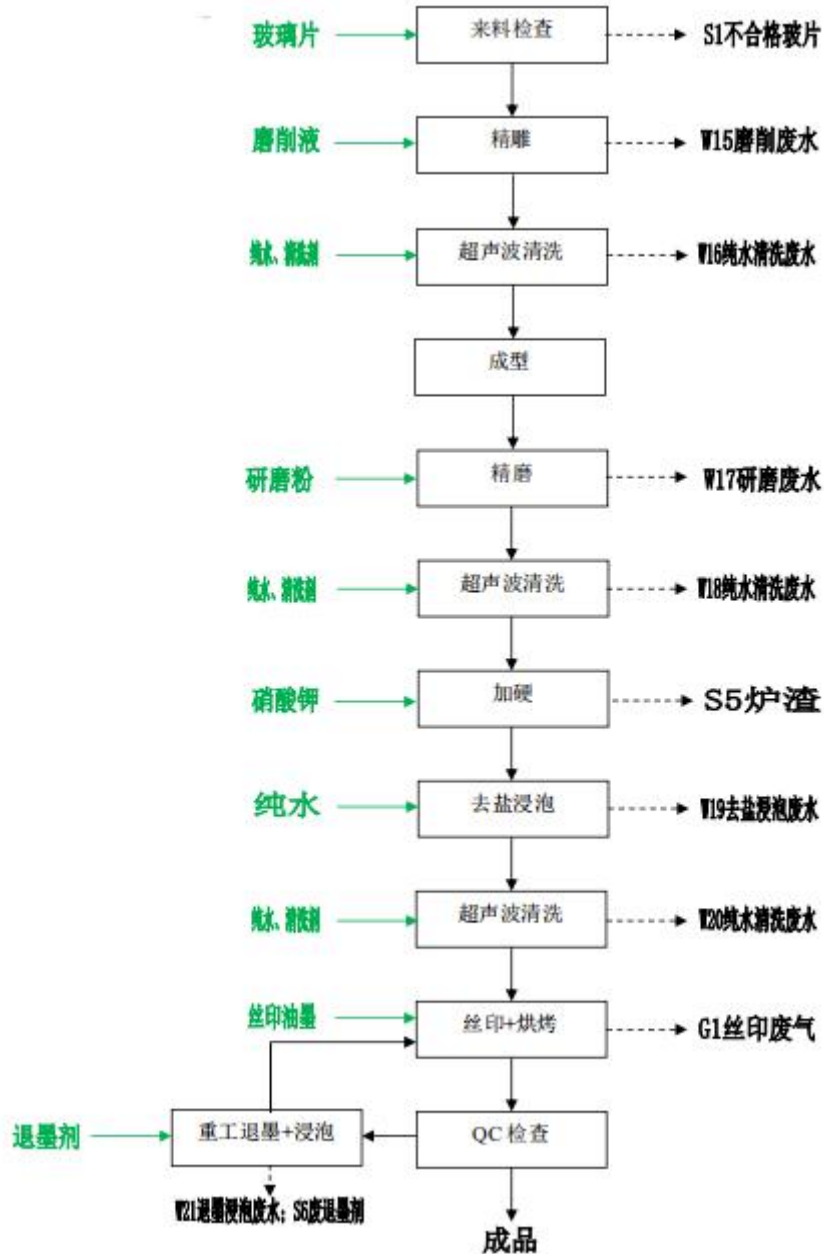 玻璃片
来料检查
S1不合格玻片
磨削液
精雕
W15磨削废水
纯水、清洗剂
超声波清洗
W16纯水清洗废水
成型
研磨粉
精磨
W17研磨废水
纯水、清洗剂
超声波清洗
W18纯水清洗废水
硝酸钾
加硬
S5炉渣
纯水
去盐浸泡
W19去盐浸泡废水
纯水、清洗剂
超声波清洗
W20纯水清洗废水
丝印油墨
丝印+烘烤
G1丝印废气
退墨剂
重工退墨+浸泡
QC 检查
W21退墨浸泡废水；S6废退墨剂
成品